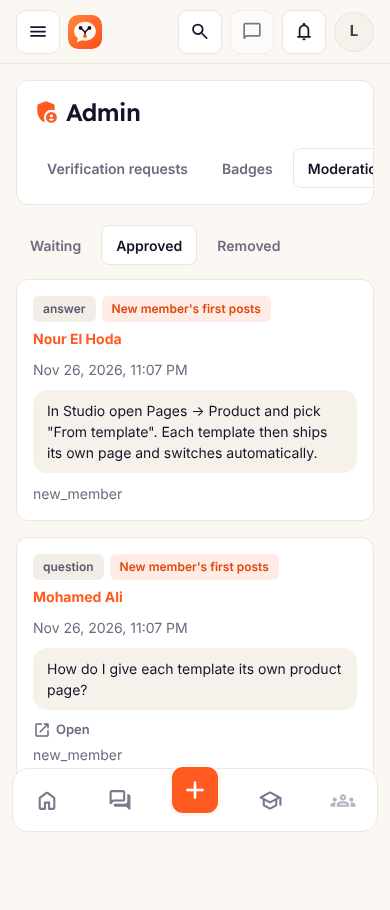 L
Admin
Verification requests Badges Moderatic
Waiting Approved Removed
answer New member's first posts
Nour El Hoda
Nov 26, 2026, 11:07 PM
In Studio open Pages → Product and pick
"From template". Each template then ships
its own page and switches automatically.
new_member
question New member's first posts
Mohamed Ali
Nov 26, 2026, 11:07 PM
How do I give each template its own product
page?
Open
new_member